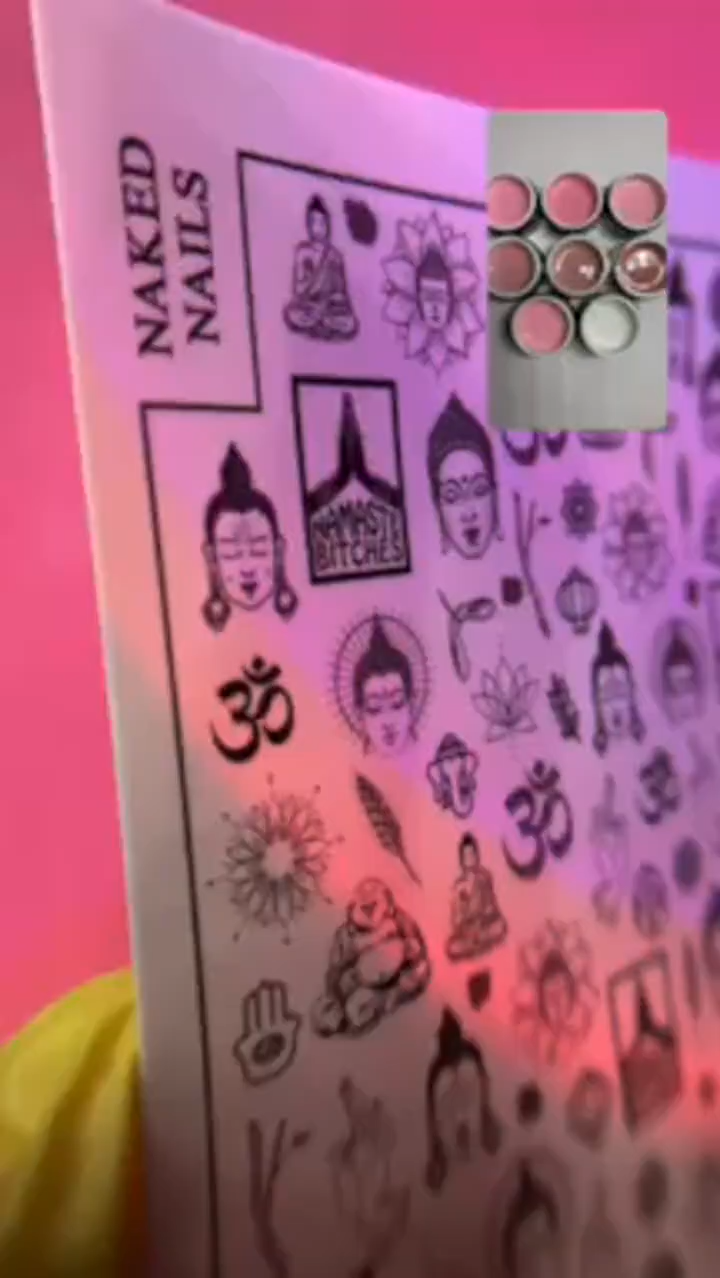 NAKED
NAILS
NAMASTE
BITCHES
ॐ
ॐ
ॐ